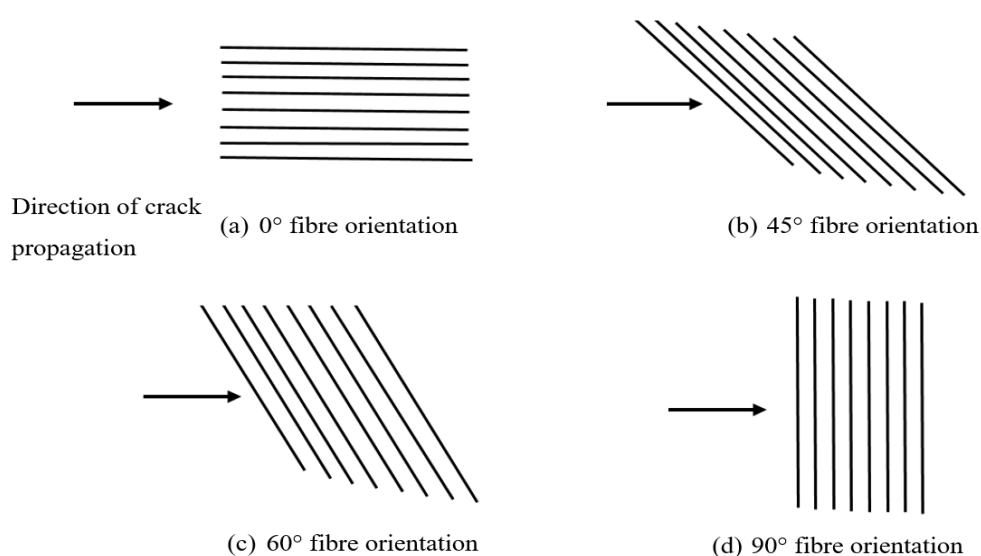 Direction of crack
propagation
(a) 0° fibre orientation
(b) 45° fibre orientation
(c) 60° fibre orientation
(d) 90° fibre orientation